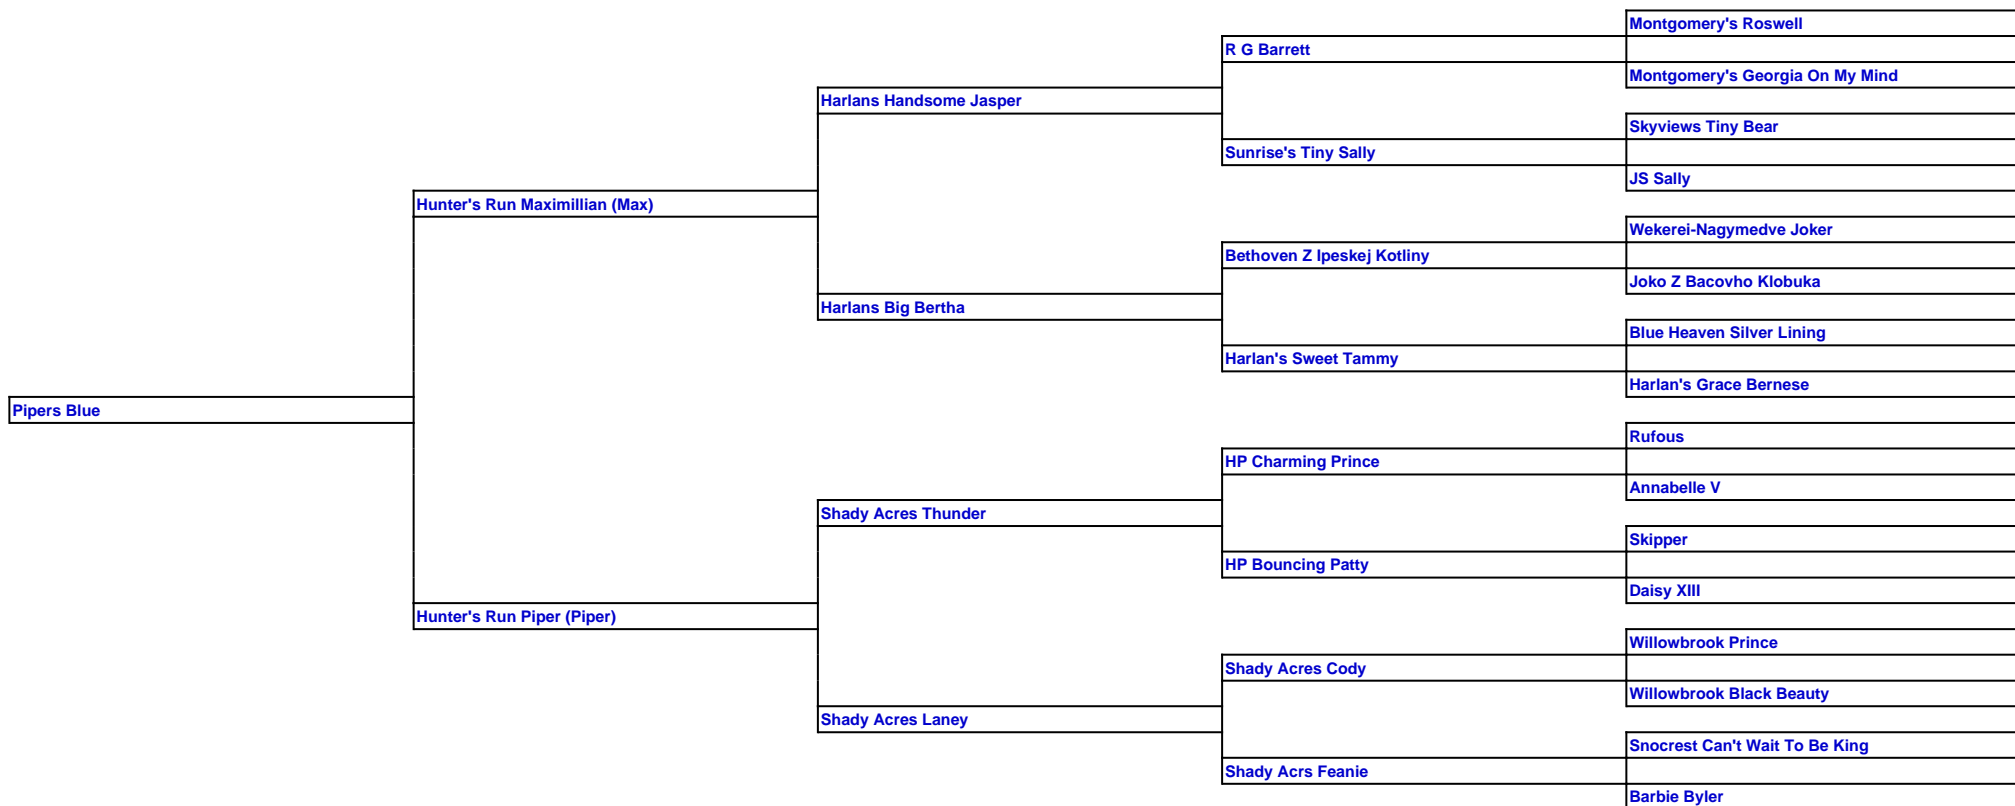 Montgomery's Roswell
R G Barrett
Montgomery's Georgia On My Mind
Harlans Handsome Jasper
Skyviews Tiny Bear
Sunrise's Tiny Sally
JS Sally
Hunter's Run Maximillian (Max)
Wekerei-Nagymedve Joker
Bethoven Z Ipeskej Kotliny
Joko Z Bacovho Klobuka
Harlans Big Bertha
Blue Heaven Silver Lining
Harlan's Sweet Tammy
Harlan's Grace Bernese
Pipers Blue
Rufous
HP Charming Prince
Annabelle V
Shady Acres Thunder
Skipper
HP Bouncing Patty
Daisy XIII
Hunter's Run Piper (Piper)
Willowbrook Prince
Shady Acres Cody
Willowbrook Black Beauty
Shady Acres Laney
Snocrest Can't Wait To Be King
Shady Acrs Feanie
Barbie Byler